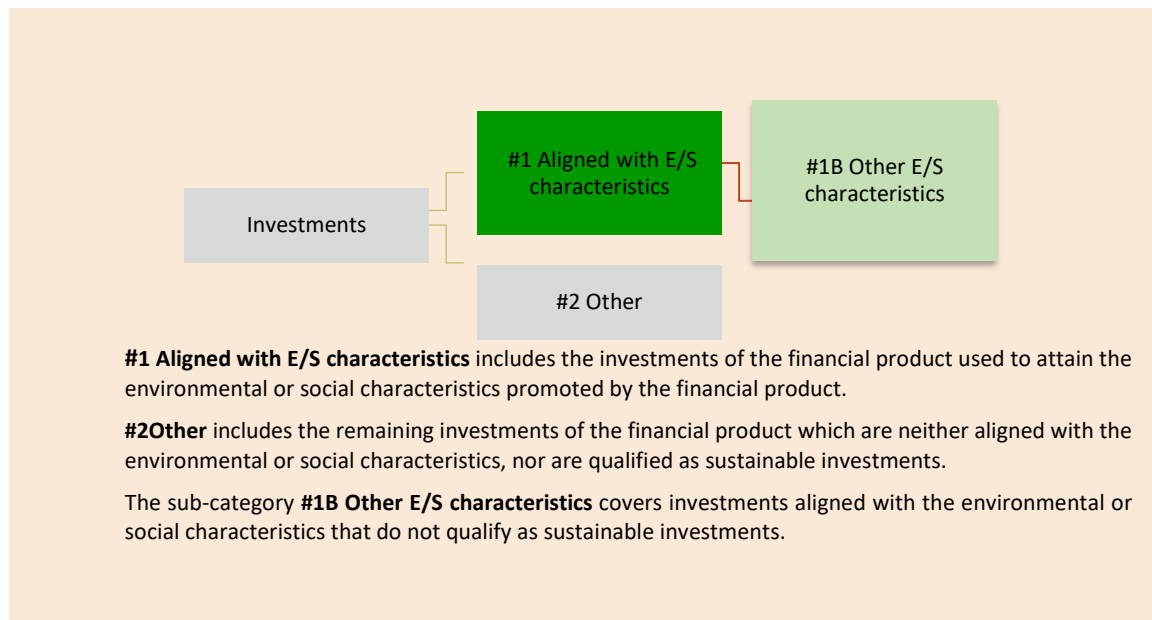 #1 Aligned with E/S
characteristics
#1B Other E/S
characteristics
Investments
#2 Other
#1 Aligned with E/S characteristics includes the investments of the financial product used to attain the
environmental or social characteristics promoted by the financial product.
#2Other includes the remaining investments of the financial product which are neither aligned with the
environmental or social characteristics, nor are qualified as sustainable investments.
The sub-category #1B Other E/S characteristics covers investments aligned with the environmental or
social characteristics that do not qualify as sustainable investments.